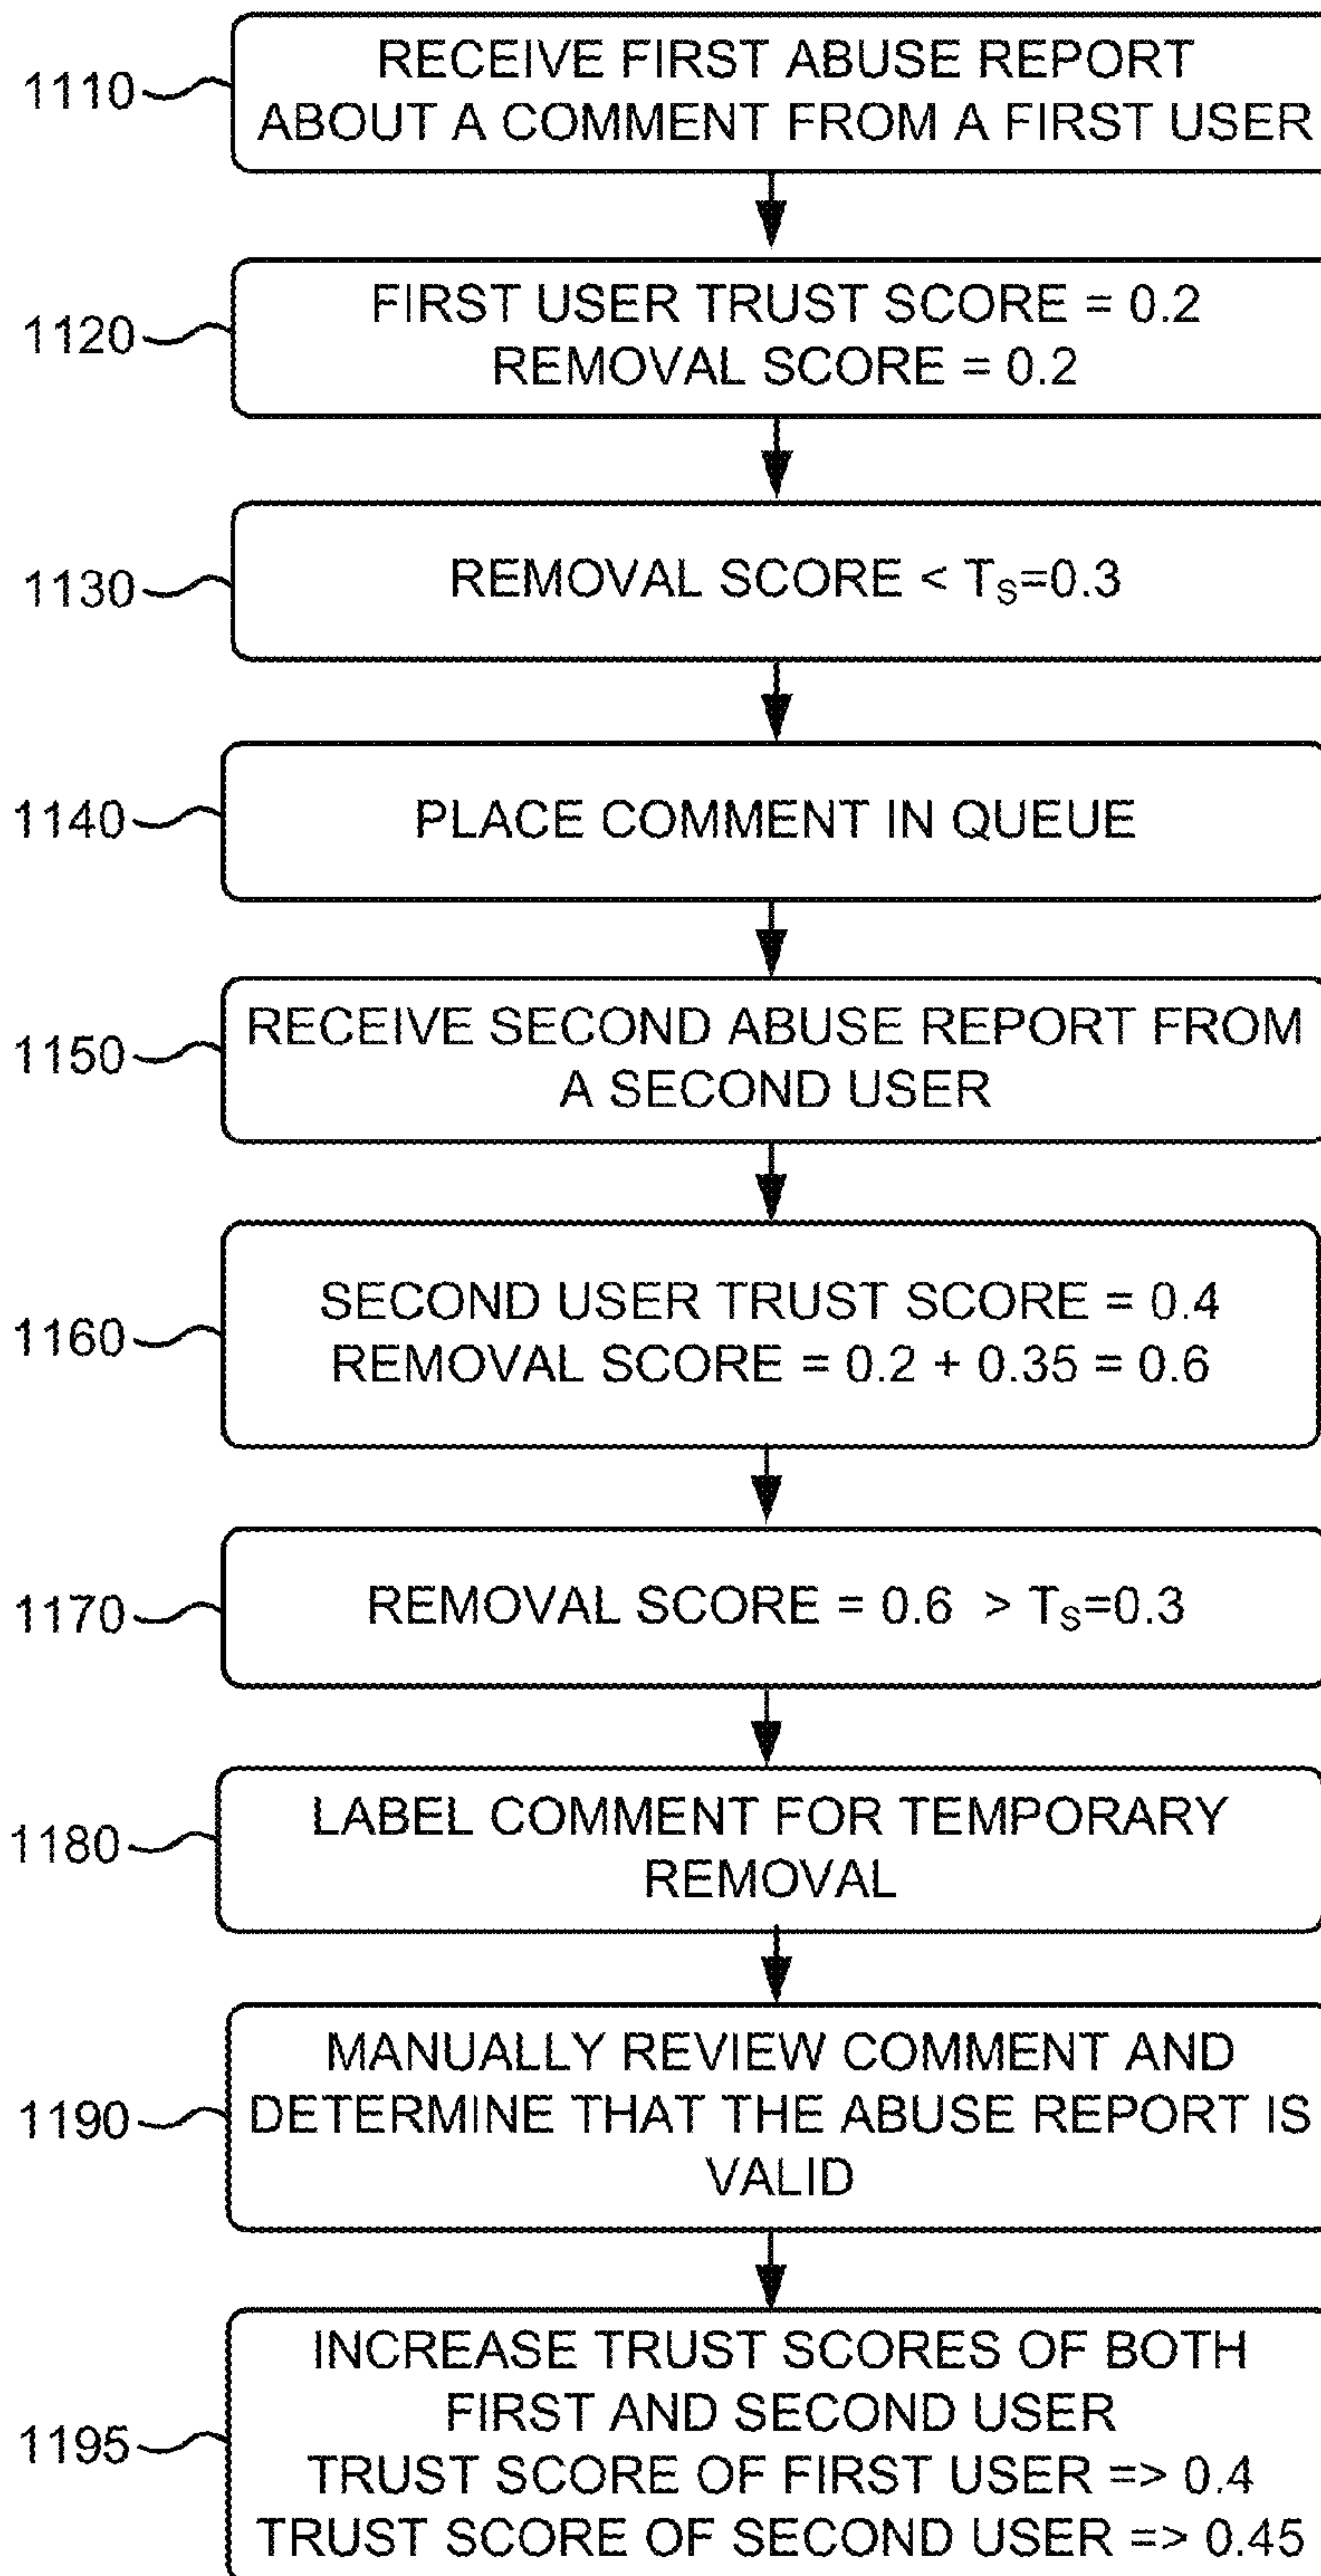 1110
RECEIVE FIRST ABUSE REPORT
ABOUT A COMMENT FROM A FIRST USER
1120
FIRST USER TRUST SCORE = 0.2
REMOVAL SCORE = 0.2
1130
REMOVAL SCORE < TS=0.3
1140
PLACE COMMENT IN QUEUE
1150
RECEIVE SECOND ABUSE REPORT FROM
A SECOND USER
1160
SECOND USER TRUST SCORE = 0.4
REMOVAL SCORE = 0.2 + 0.35 = 0.6
1170
REMOVAL SCORE = 0.6 > TS=0.3
1180
LABEL COMMENT FOR TEMPORARY
REMOVAL
1190
MANUALLY REVIEW COMMENT AND
DETERMINE THAT THE ABUSE REPORT IS
VALID
1195
INCREASE TRUST SCORES OF BOTH
FIRST AND SECOND USER
TRUST SCORE OF FIRST USER => 0.4
TRUST SCORE OF SECOND USER => 0.45